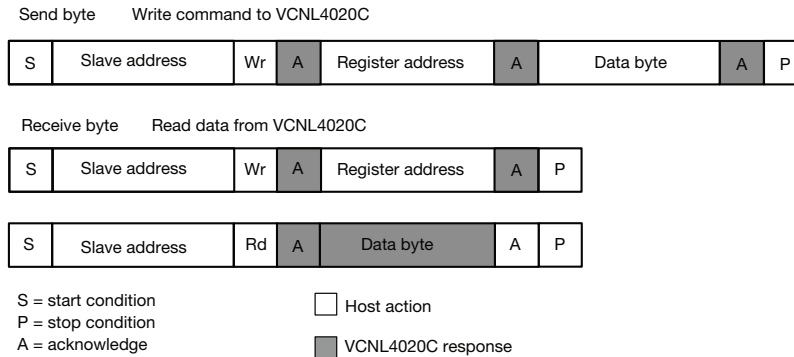 Send byte Write command to VCNL4020C
S Slave address Wr A Register address A Data byte A P
Receive byte Read data from VCNL4020C
S Slave address Wr A Register address A P
S Slave address Rd A Data byte A P
S = start condition
P = stop condition
A = acknowledge
Host action
VCNL4020C response